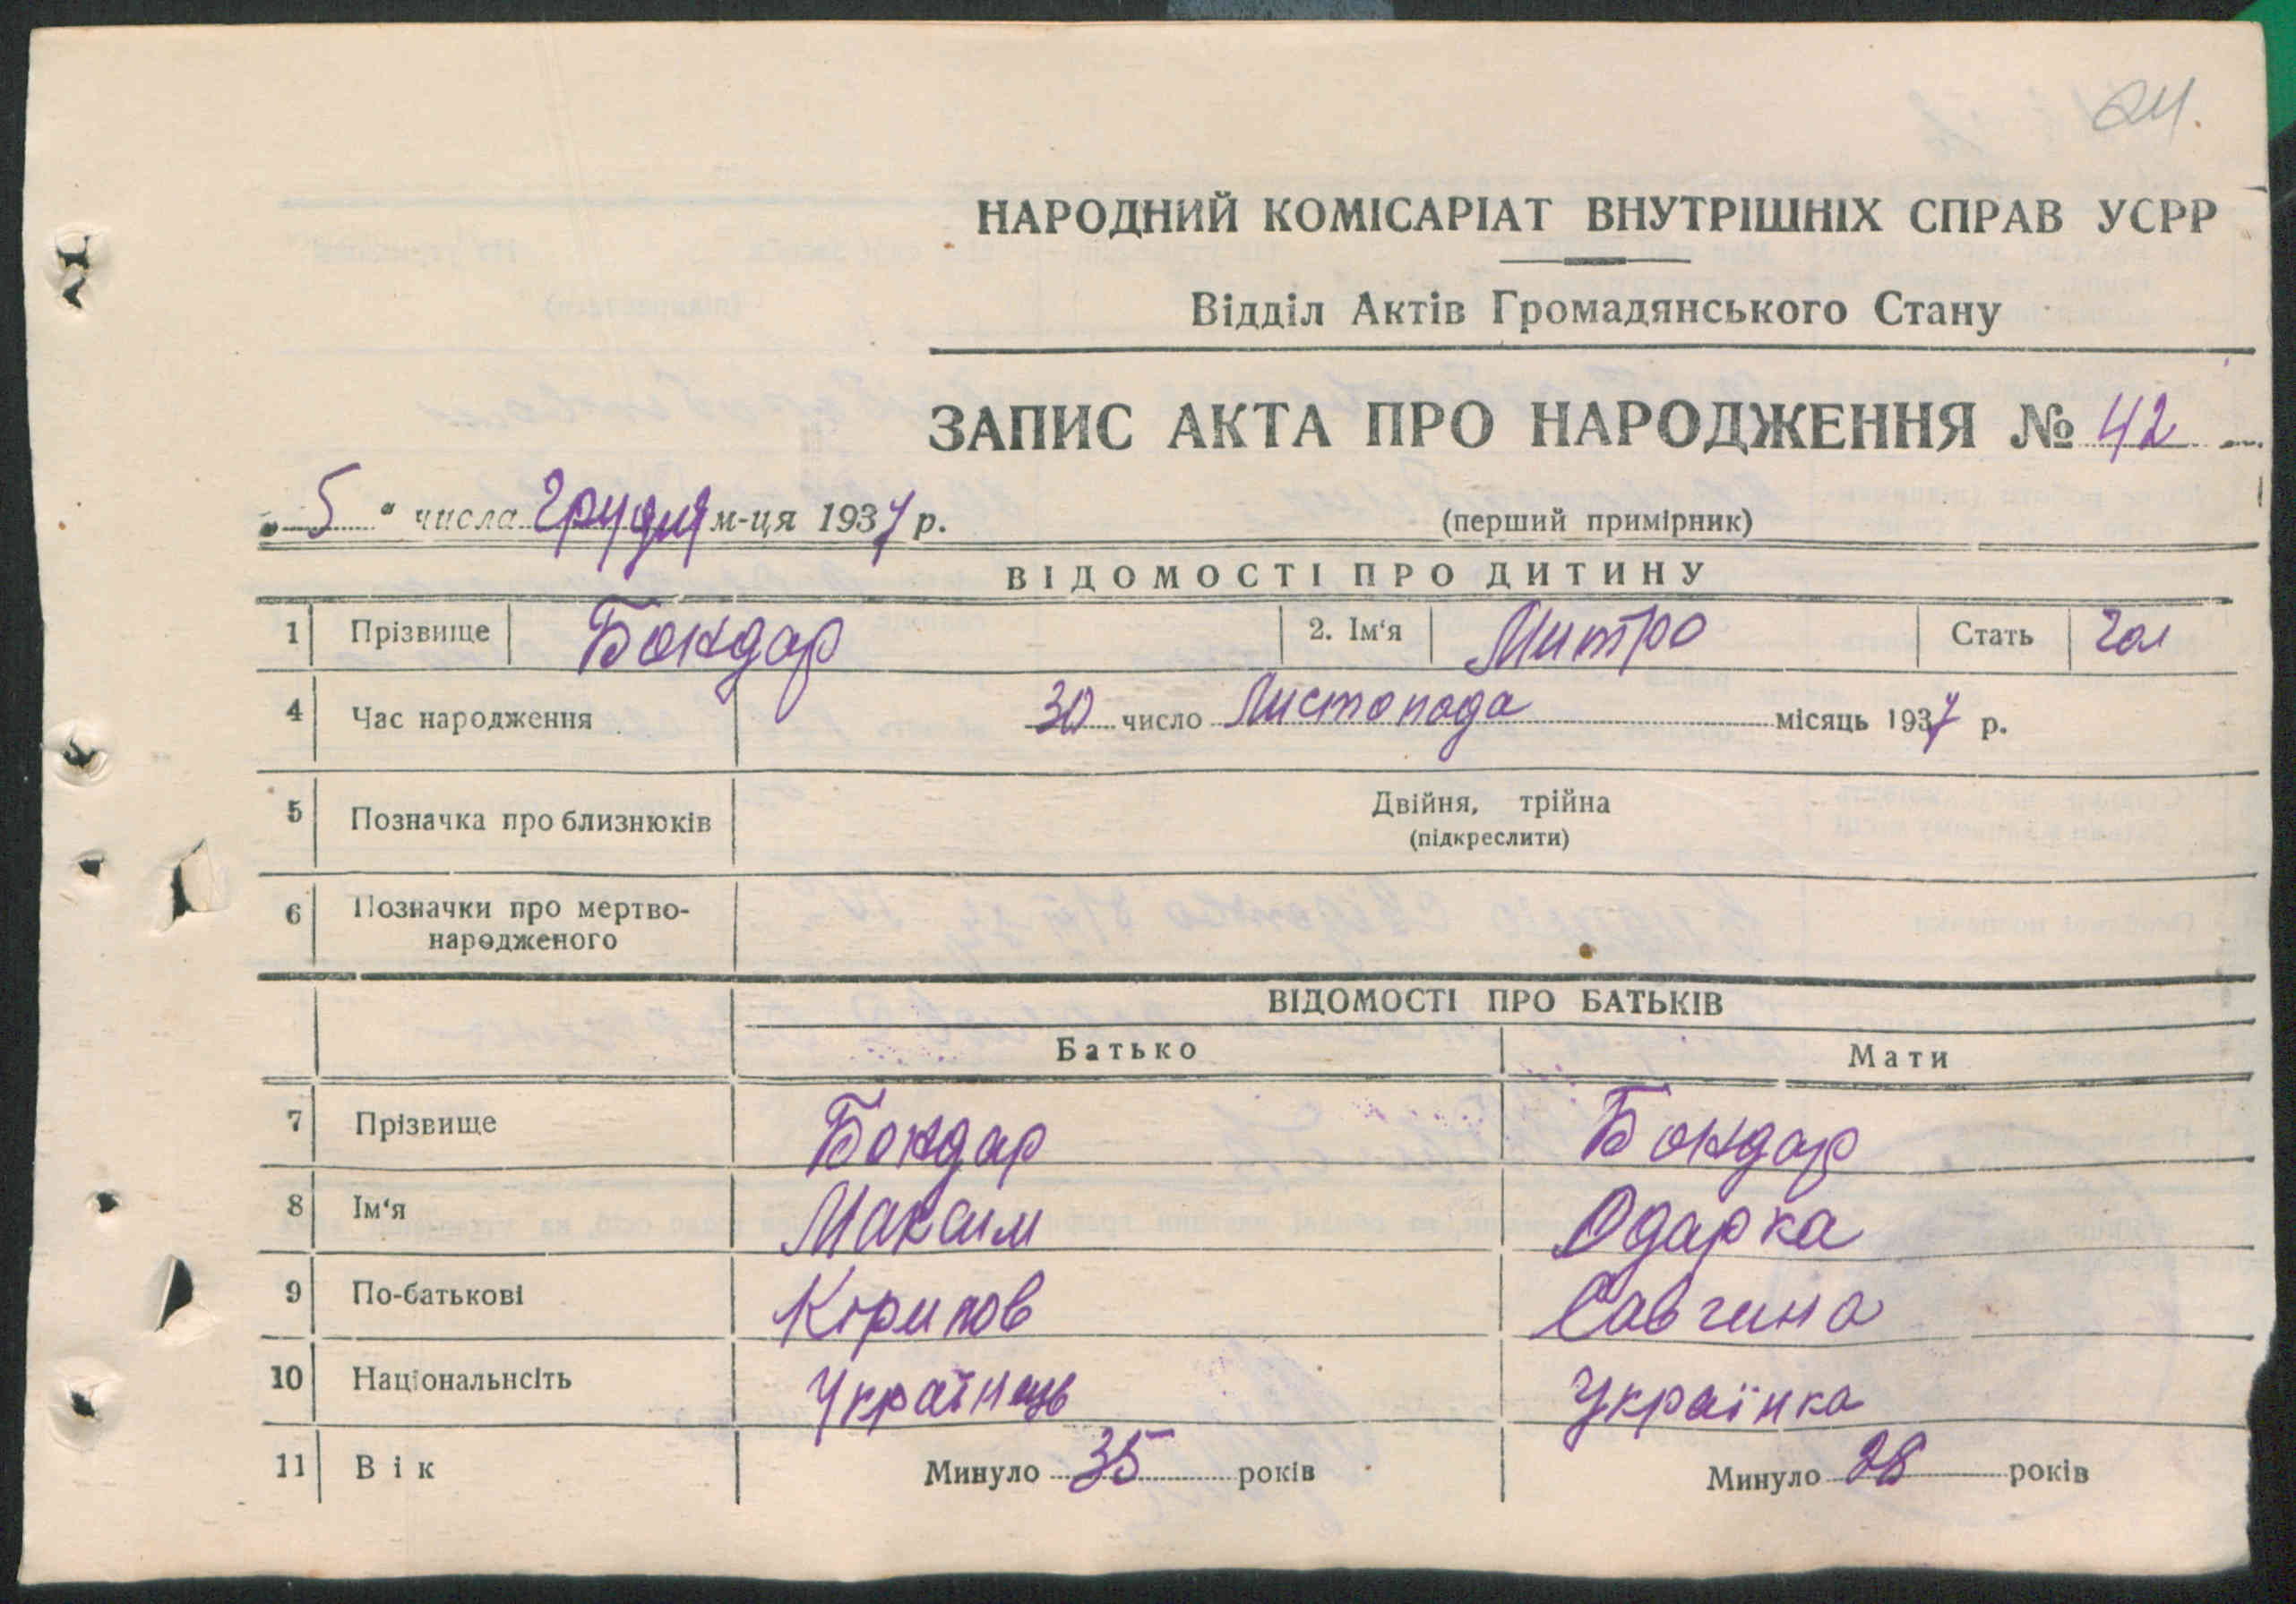 24.
НАРОДНИЙ КОМІСАРІАТ ВНУТРІШНІХ СПРАВ УСРР
Відділ Актів Громадянського Стану
ЗАПИС АКТА ПРО НАРОДЖЕННЯ № 42
„5“ числа Грудня м-ця 1937 р.
(перший примірник)
ВІДОМОСТІ ПРО ДИТИНУ
1 Прізвище Бондар 2. Ім‘я Митро Стать Чол
4 Час народження 30 число Листопада місяць 1937 р.
5 Позначка про близнюків Двійня, трійна
(підкреслити)
6 Позначки про мертво-
народженого
ВІДОМОСТІ ПРО БАТЬКІВ
Батько Мати
7 Прізвище Бондар Бондар
8 Ім‘я Максим Одарка
9 По-батькові Савчина
10 Національнсіть Українець Українка
11 Вік Минуло 35 років Минуло 28 років